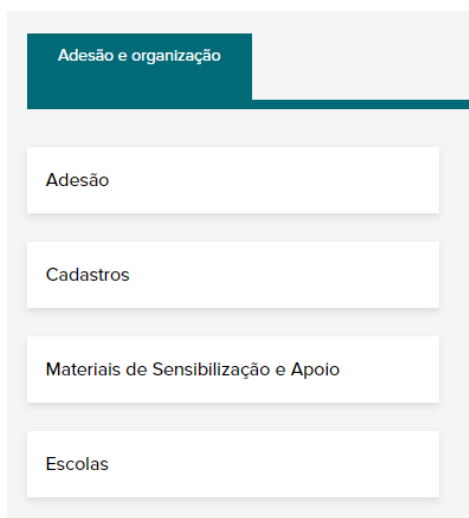 Adesão e organização
Adesão
Cadastros
Materiais de Sensibilização e Apoio
Escolas